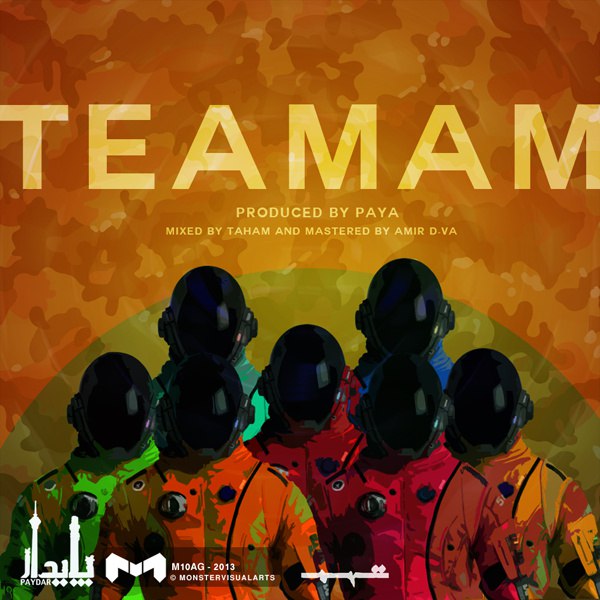 TEAMAM
PRODUCED BY PAYA
MIXED BY TAHAM AND MASTERED BY AMIR D-VA
پایدار
PAYDAR
M10AG - 2013
© MONSTERVISUALARTS